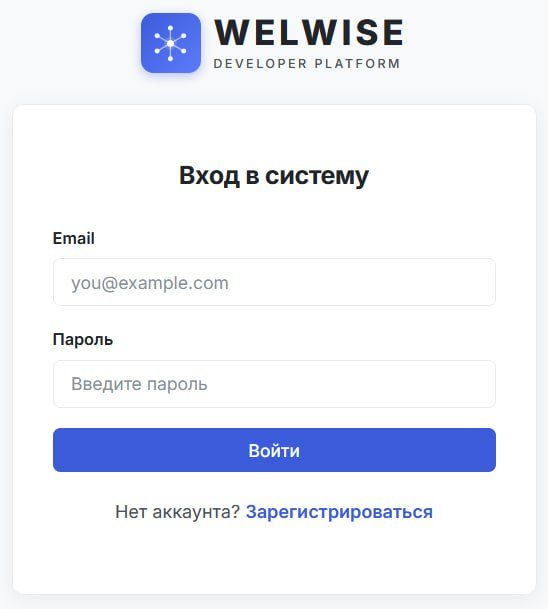 WELWISE
DEVELOPER PLATFORM
Вход в систему
Email
you@example.com
Пароль
Введите пароль
Войти
Нет аккаунта? Зарегистрироваться